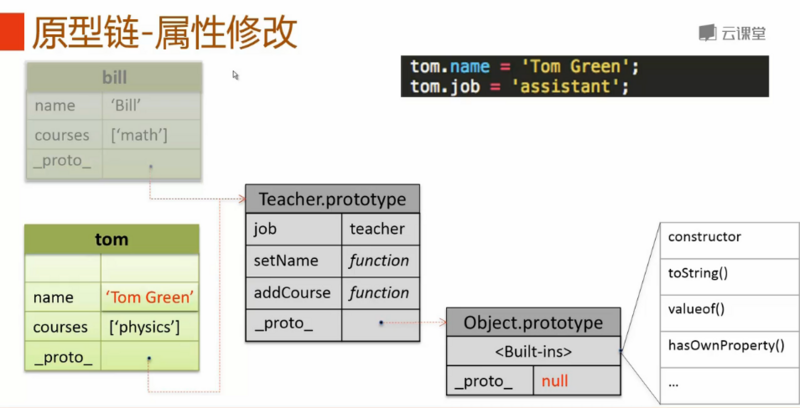 原型链-属性修改
云课堂
tom.name = 'Tom Green';
tom.job = 'assistant';
bill
name ‘Bill’
courses [‘math’]
_proto_
tom
name ‘Tom Green’
courses [‘physics’]
_proto_
Teacher.prototype
job teacher
setName function
addCourse function
_proto_
Object.prototype
<Built-ins>
_proto_ null
constructor
toString()
valueof()
hasOwnProperty()
...